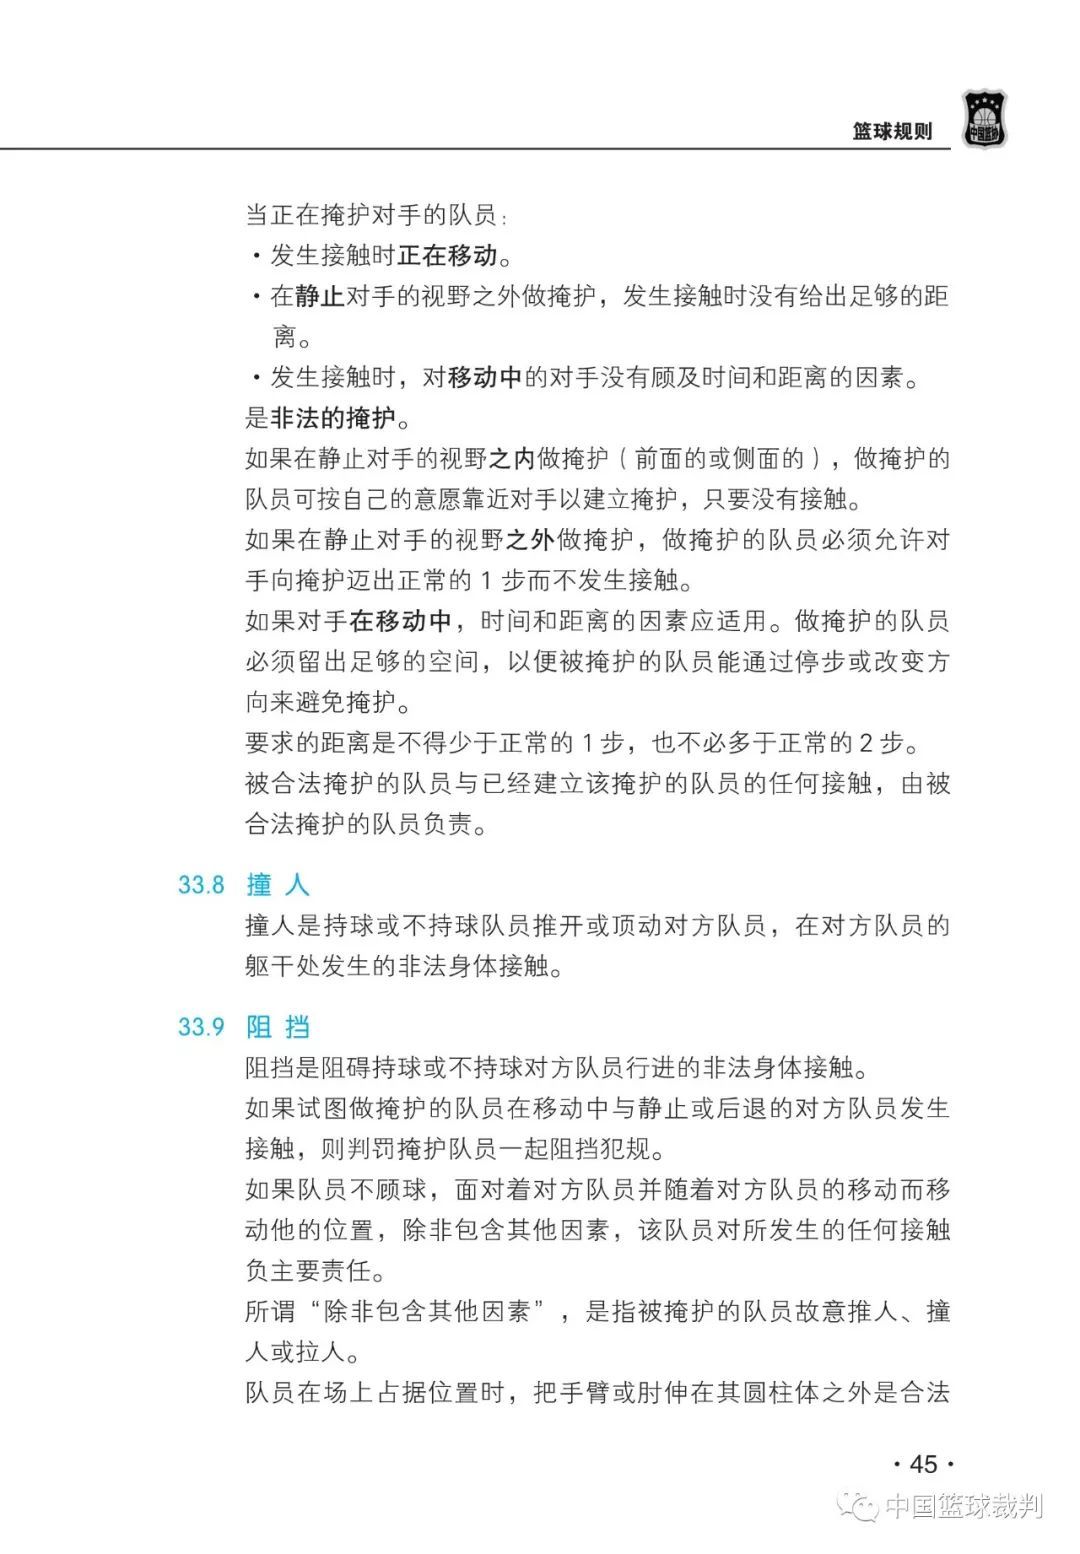 篮球规则
中国篮协
当正在掩护对手的队员：
·发生接触时正在移动。
·在静止对手的视野之外做掩护，发生接触时没有给出足够的距
离。
·发生接触时，对移动中的对手没有顾及时间和距离的因素。
是非法的掩护。
如果在静止对手的视野之内做掩护（前面的或侧面的），做掩护的
队员可按自己的意愿靠近对手以建立掩护，只要没有接触。
如果在静止对手的视野之外做掩护，做掩护的队员必须允许对
手向掩护迈出正常的 1 步而不发生接触。
如果对手在移动中，时间和距离的因素应适用。做掩护的队员
必须留出足够的空间，以便被掩护的队员能通过停步或改变方
向来避免掩护。
要求的距离是不得少于正常的 1 步，也不必多于正常的 2 步。
被合法掩护的队员与已经建立该掩护的队员的任何接触，由被
合法掩护的队员负责。
33.8 撞 人
撞人是持球或不持球队员推开或顶动对方队员，在对方队员的
躯干处发生的非法身体接触。
33.9 阻 挡
阻挡是阻碍持球或不持球对方队员行进的非法身体接触。
如果试图做掩护的队员在移动中与静止或后退的对方队员发生
接触，则判罚掩护队员一起阻挡犯规。
如果队员不顾球，面对着对方队员并随着对方队员的移动而移
动他的位置，除非包含其他因素，该队员对所发生的任何接触
负主要责任。
所谓“除非包含其他因素”，是指被掩护的队员故意推人、撞
人或拉人。
队员在场上占据位置时，把手臂或肘伸在其圆柱体之外是合法
·45·
中国篮球裁判